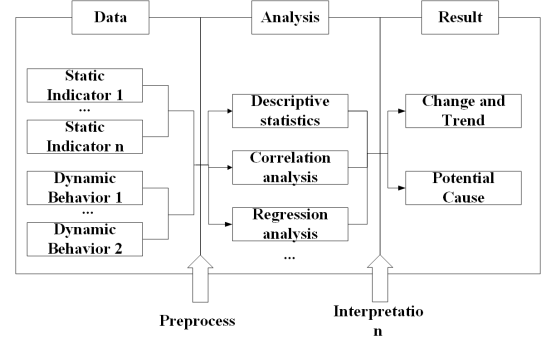 Data
Analysis
Result
Static
Indicator 1
...
Static
Indicator n
Dynamic
Behavior 1
...
Dynamic
Behavior 2
Descriptive
statistics
Correlation
analysis
Regression
analysis
...
Change and
Trend
Potential
Cause
Preprocess
Interpretatio
n